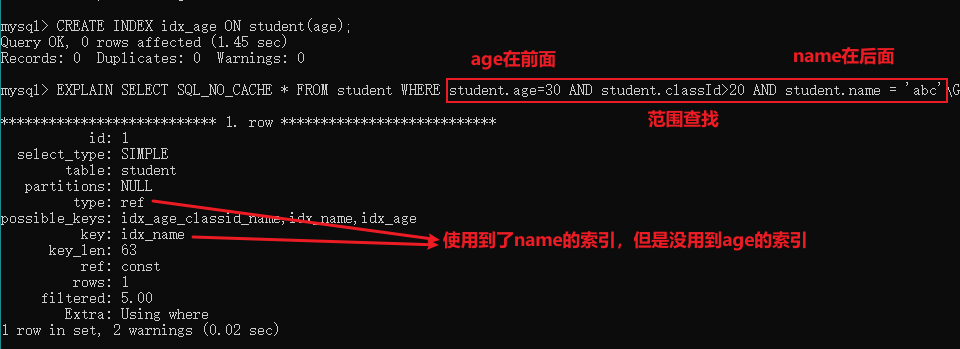 mysql> CREATE INDEX idx_age ON student(age);
Query OK, 0 rows affected (1.45 sec)
Records: 0  Duplicates: 0  Warnings: 0
age在前面
name在后面
mysql> EXPLAIN SELECT SQL_NO_CACHE * FROM student WHERE student.age=30 AND student.classId>20 AND student.name = 'abc'\G
范围查找
*************************** 1. row ***************************
id: 1
select_type: SIMPLE
table: student
partitions: NULL
type: ref
possible_keys: idx_age_classid_name,idx_name,idx_age
key: idx_name
使用到了name的索引，但是没用到age的索引
key_len: 63
ref: const
rows: 1
filtered: 5.00
Extra: Using where
1 row in set, 2 warnings (0.02 sec)